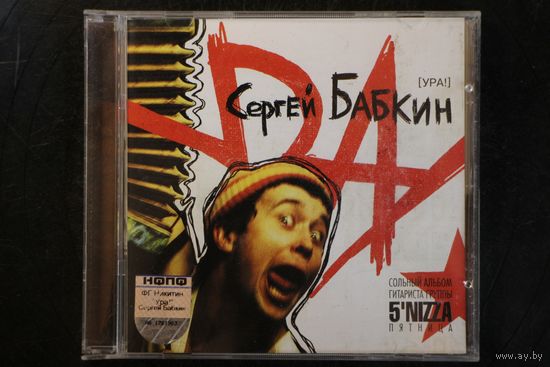 [УРА!]
УРА
Сергей Бабкин
СОЛЬНЫЙ АЛЬБОМ
ГИТАРИСТА ГРУППЫ
5'NIZZA
ПЯТНИЦА
ФГ Никитин
"Ура!"
Сергей Бабкин
www.ay.by